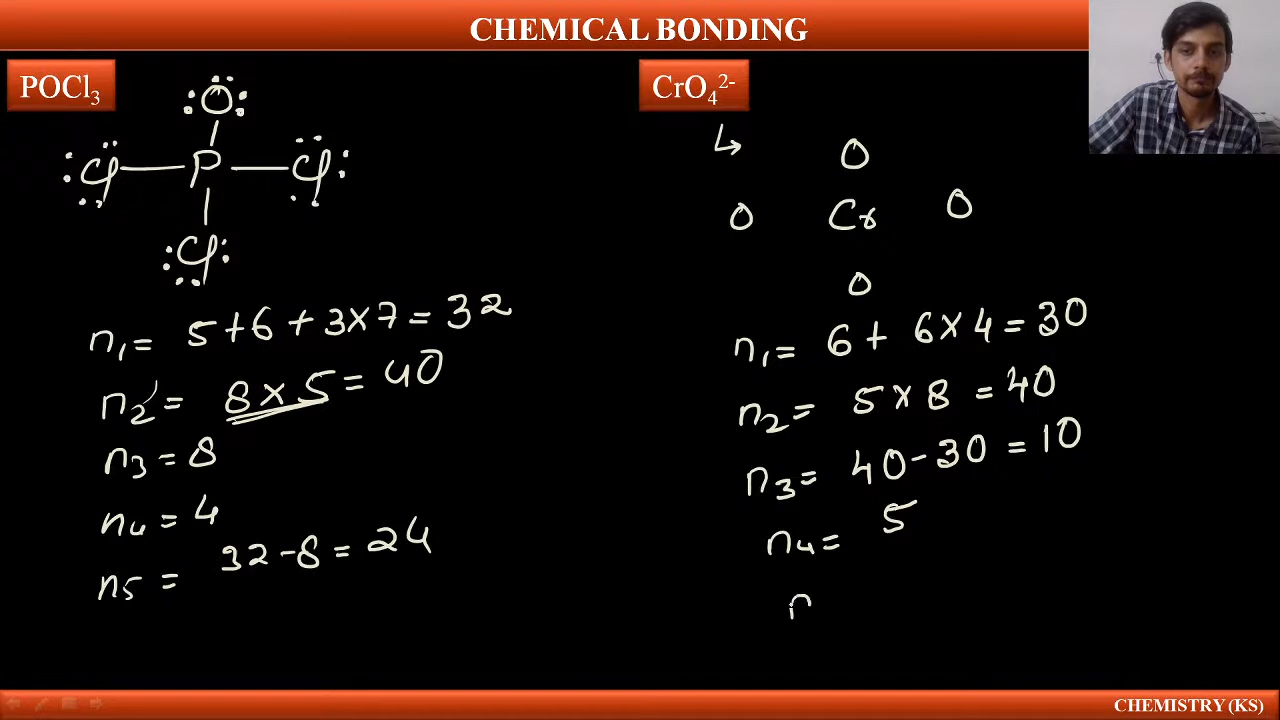 CHEMICAL BONDING
POCl₃
O
Cl — P — Cl
Cl
n₁ = 5+6+3×7 = 32
n₂ = 8×5 = 40
n₃ = 8
n₄ = 4
n₅ = 32-8 = 24
CrO₄²⁻
↳
O
O Cr O
O
n₁ = 6+ 6×4 = 30
n₂ = 5×8 = 40
n₃ = 40-30 = 10
n₄ = 5
n
CHEMISTRY (KS)